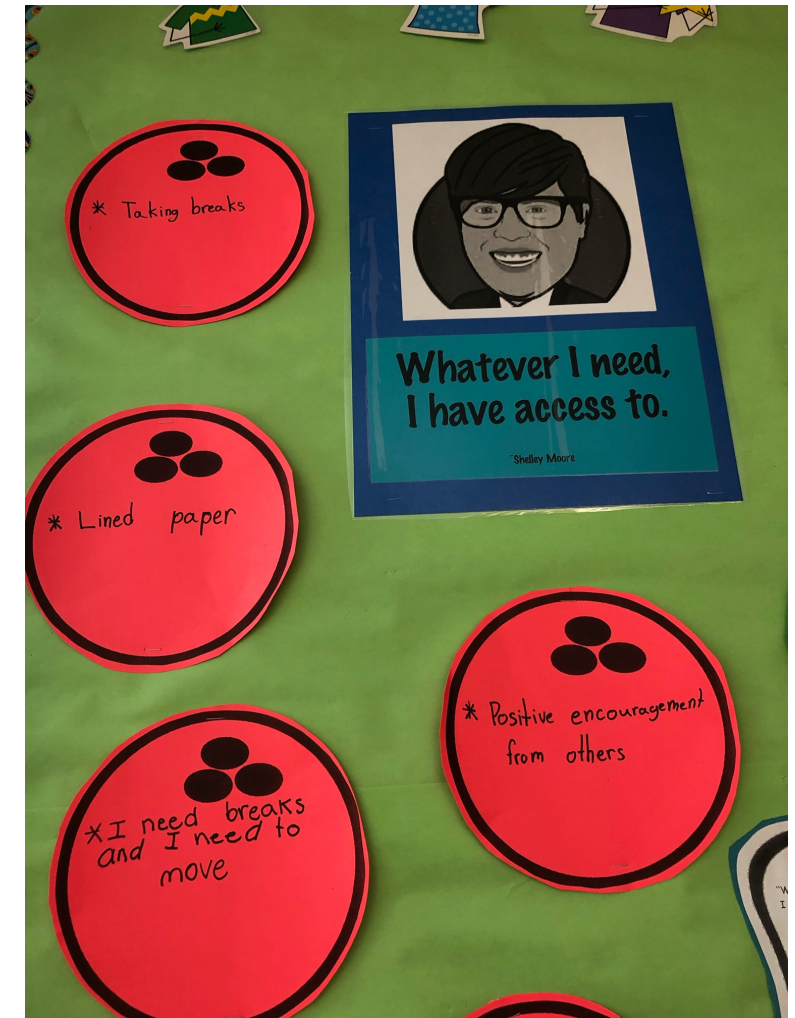 * Taking breaks
Whatever I need,
I have access to.
~Shelley Moore
* Lined paper
* Positive encouragement
from others
* I need breaks
and I need to
move
"W
I